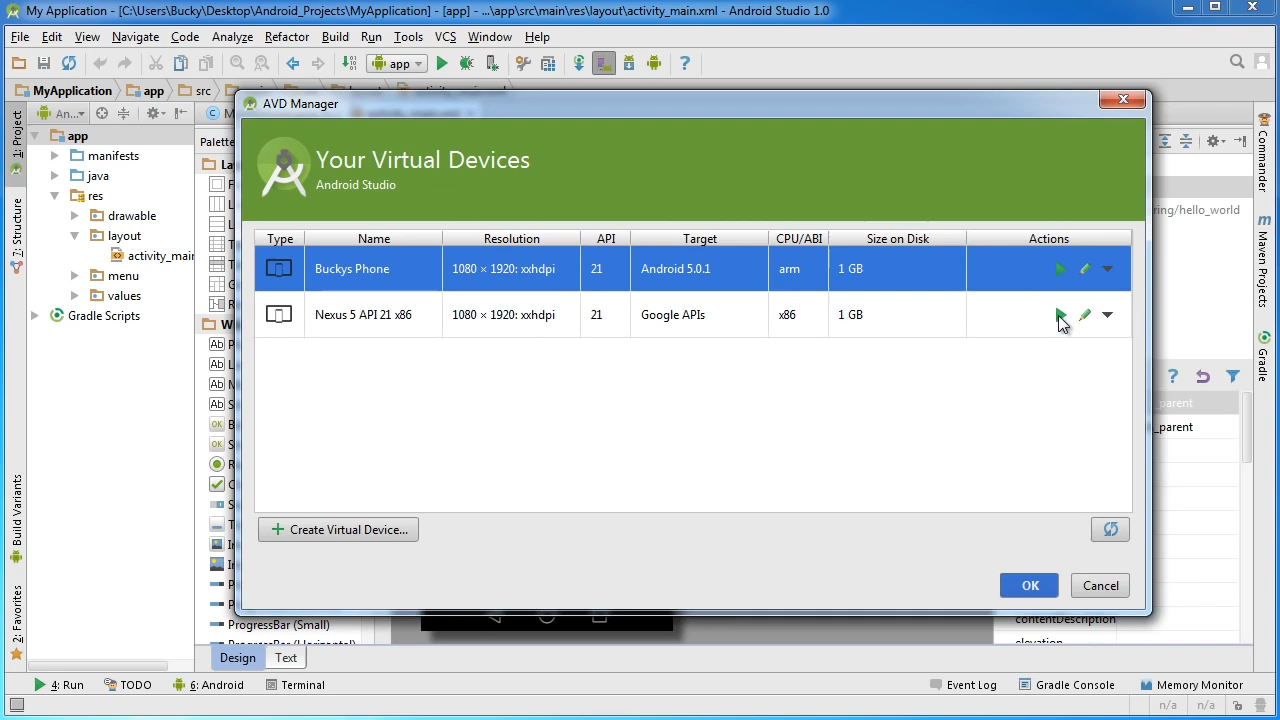 My Application - [C:\Users\Bucky\Desktop\Android_Projects\MyApplication] - [app] - ...\app\src\main\res\layout\activity_main.xml - Android Studio 1.0
File Edit View Navigate Code Analyze Refactor Build Run Tools VCS Window Help
app
MyApplication app src
AVD Manager
Your Virtual Devices
Android Studio
Type Name Resolution API Target CPU/ABI Size on Disk Actions
Buckys Phone 1080 × 1920: xxhdpi 21 Android 5.0.1 arm 1 GB
Nexus 5 API 21 x86 1080 × 1920: xxhdpi 21 Google APIs x86 1 GB
Create Virtual Device...
OK Cancel
1: Project
7: Structure
Build Variants
2: Favorites
An...
app
manifests
java
res
drawable
layout
activity_mai
menu
values
Gradle Scripts
Palette
ProgressBar (Small)
ring/hello_world
_parent
_parent
contentDescription
elevation
Commander
Maven Projects
Gradle
Design Text
4: Run TODO 6: Android Terminal Event Log Gradle Console Memory Monitor
n/a n/a